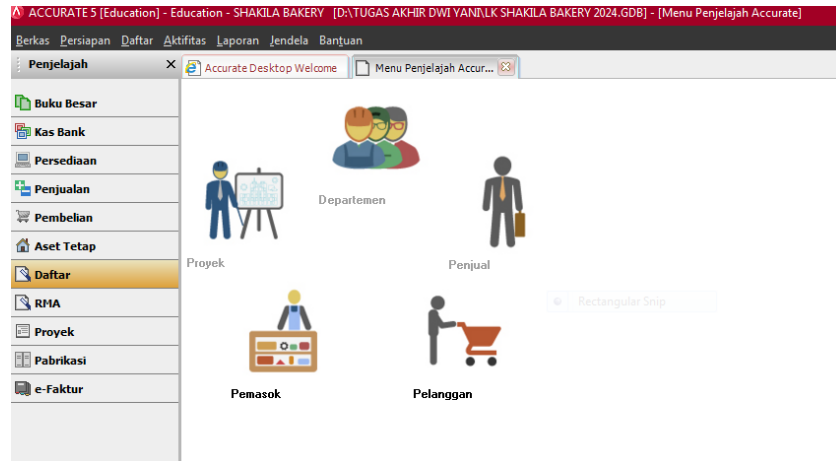 ACCURATE 5 [Education] - Education - SHAKILA BAKERY [D:\TUGAS AKHIR DWI YANI\LK SHAKILA BAKERY 2024.GDB] - [Menu Penjelajah Accurate]
Berkas Persiapan Daftar Aktifitas Laporan Jendela Bantuan
Penjelajah X Accurate Desktop Welcome Menu Penjelajah Accur...
Buku Besar
Kas Bank
Persediaan
Penjualan
Pembelian
Aset Tetap
Daftar
RMA
Proyek
Pabrikasi
e-Faktur
Departemen
Proyek
Penjual
Rectangular Snip
Pemasok
Pelanggan